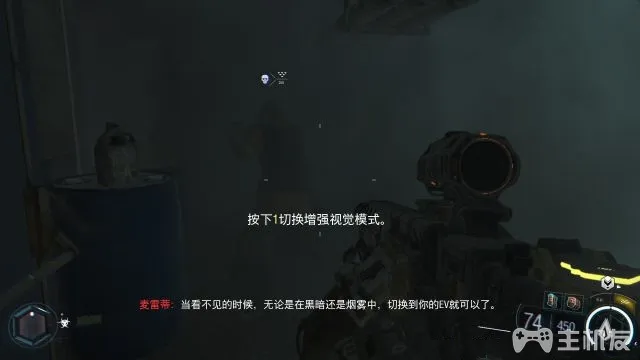 按下1切换增强视觉模式。
麦雷蒂：当看不见的时候，无论是在黑暗还是烟雾中，切换到你的EV就可以了。
74
450
主机友